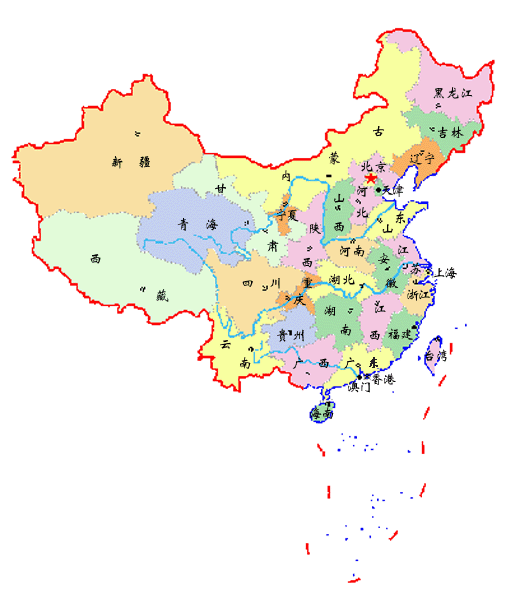 黑龙江
吉林
辽宁
内蒙古
北京
天津
河北
山西
山东
新疆
甘肃
宁夏
青海
陕西
河南
西藏
四川
重庆
湖北
安徽
江苏
上海
浙江
湖南
江西
福建
贵州
云南
广西
广东
台湾
香港
澳门
海南